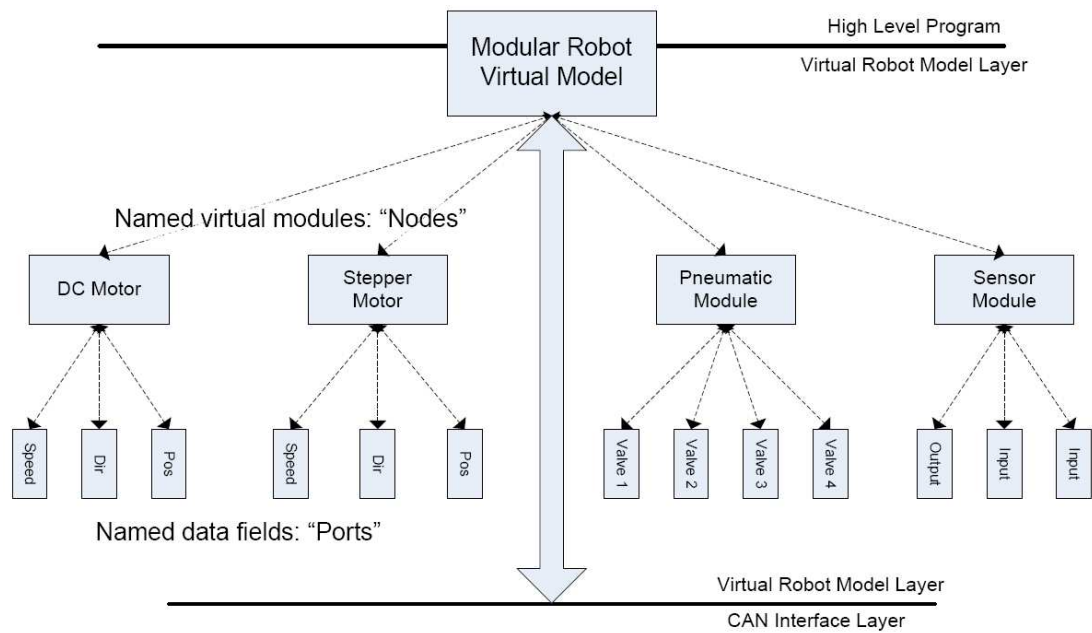 High Level Program
Modular Robot
Virtual Model
Virtual Robot Model Layer
Named virtual modules: “Nodes”
DC Motor
Stepper
Motor
Pneumatic
Module
Sensor
Module
Speed
Dir
Pos
Speed
Dir
Pos
Valve 1
Valve 2
Valve 3
Valve 4
Output
Input
Input
Named data fields: “Ports”
Virtual Robot Model Layer
CAN Interface Layer